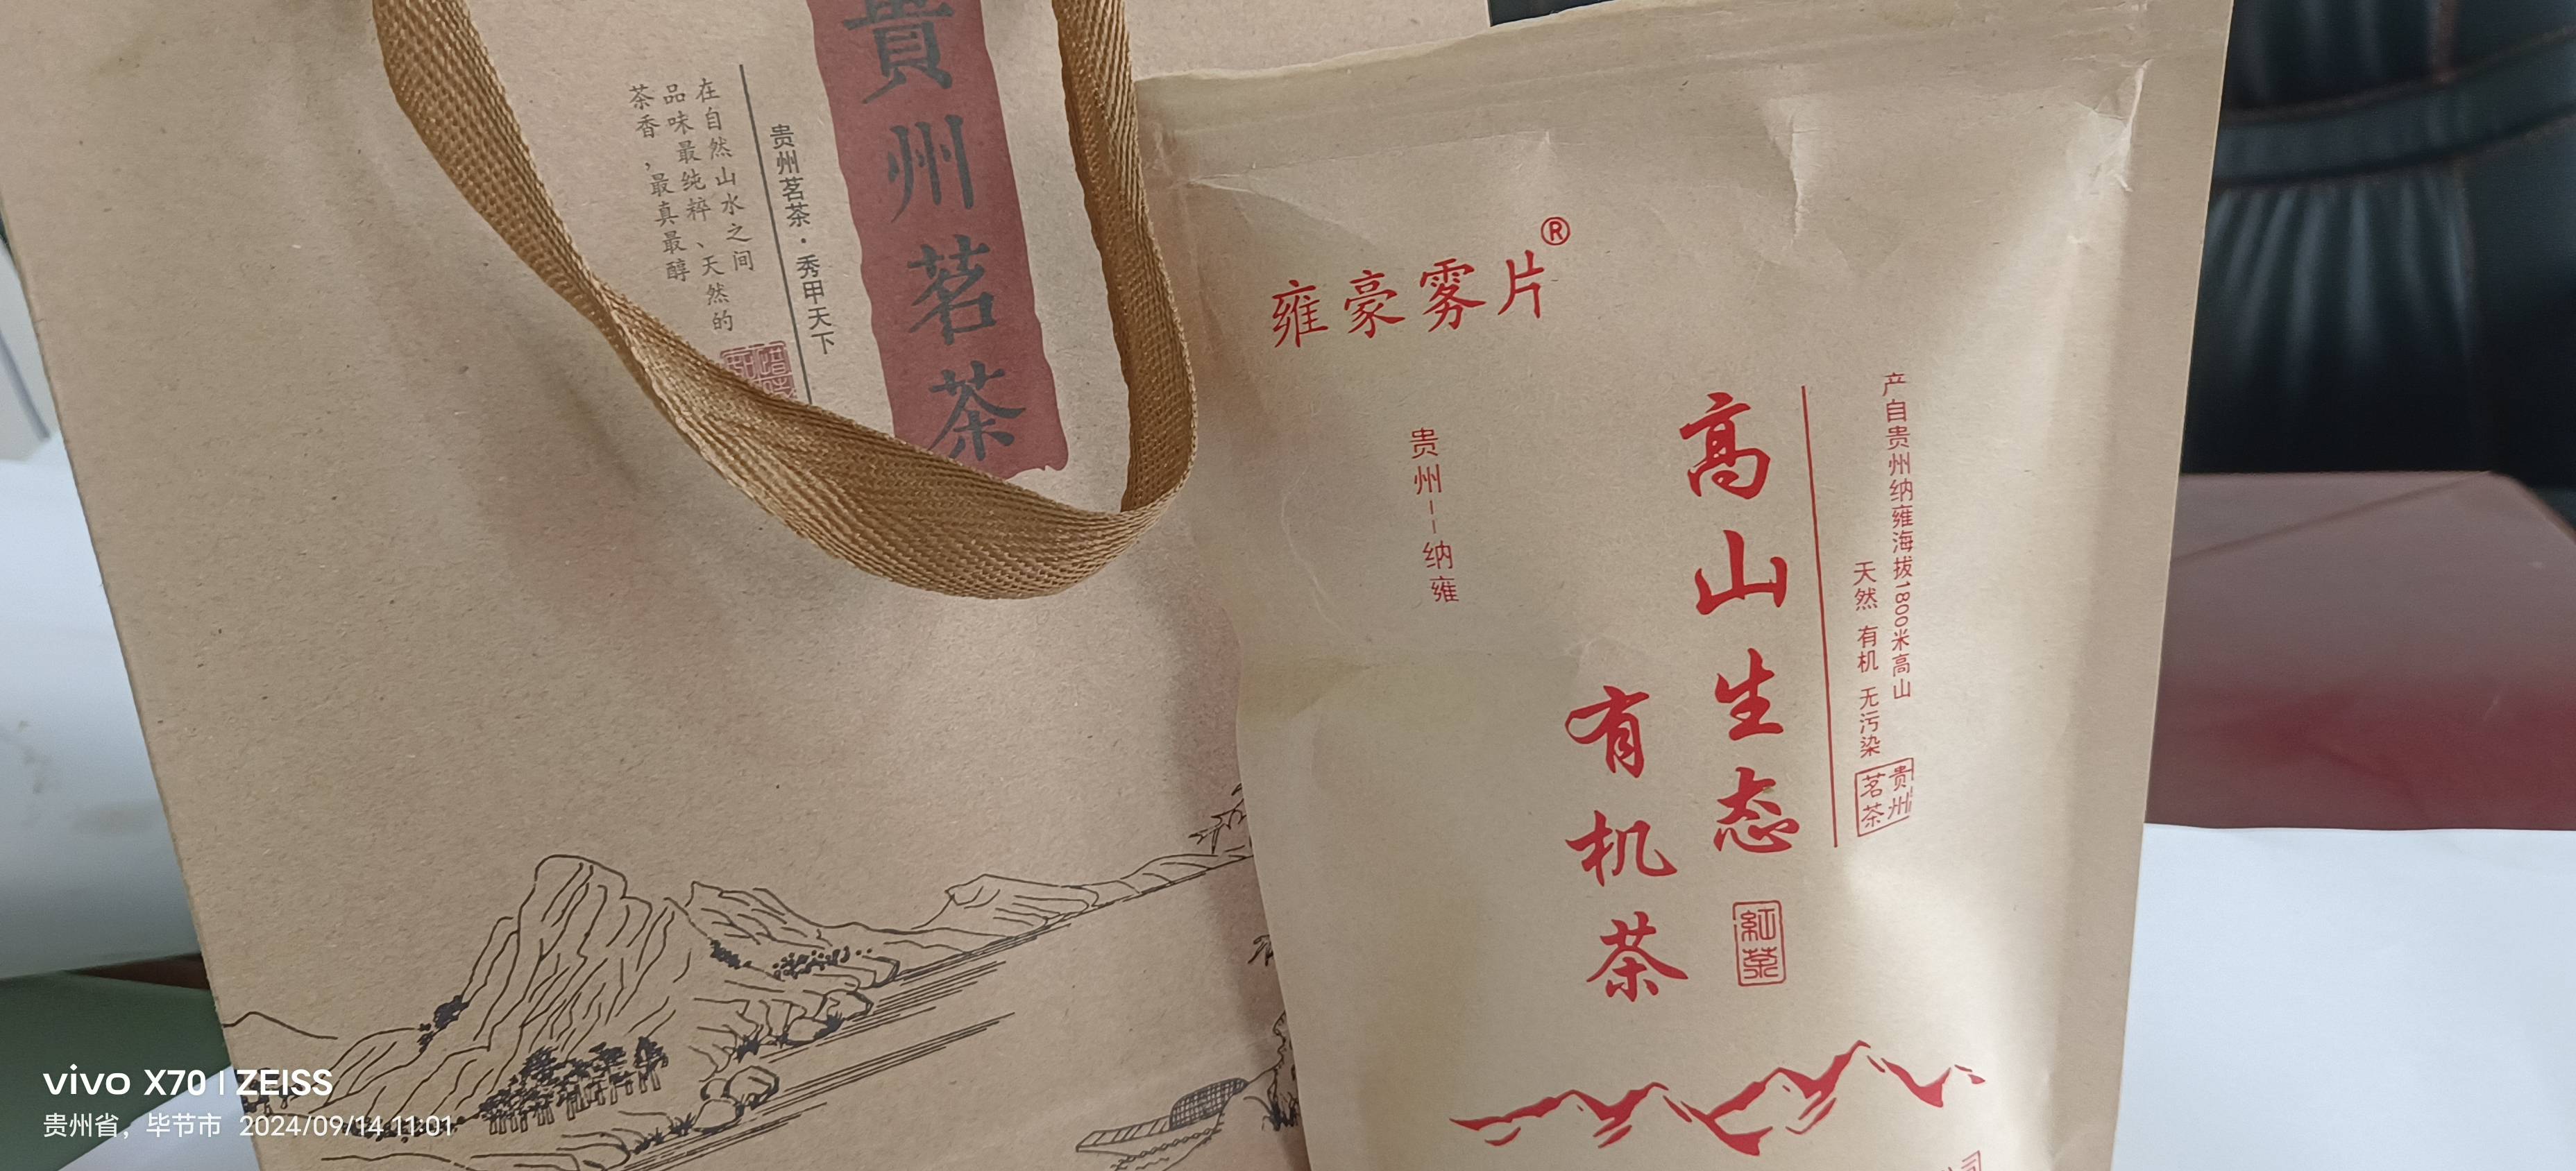 貴州茗茶
贵州茗茶·秀甲天下
在自然山水之间
品味最纯粹、天然的
茶香，最真最醇
雍豪雾片®
产自贵州纳雍海拔1800米高山
天然 有机 无污染
贵州
茗茶
高山生态
红茶
有机茶
贵州--纳雍
vivo X70 | ZEISS
贵州省，毕节市 2024/09/14 11:01